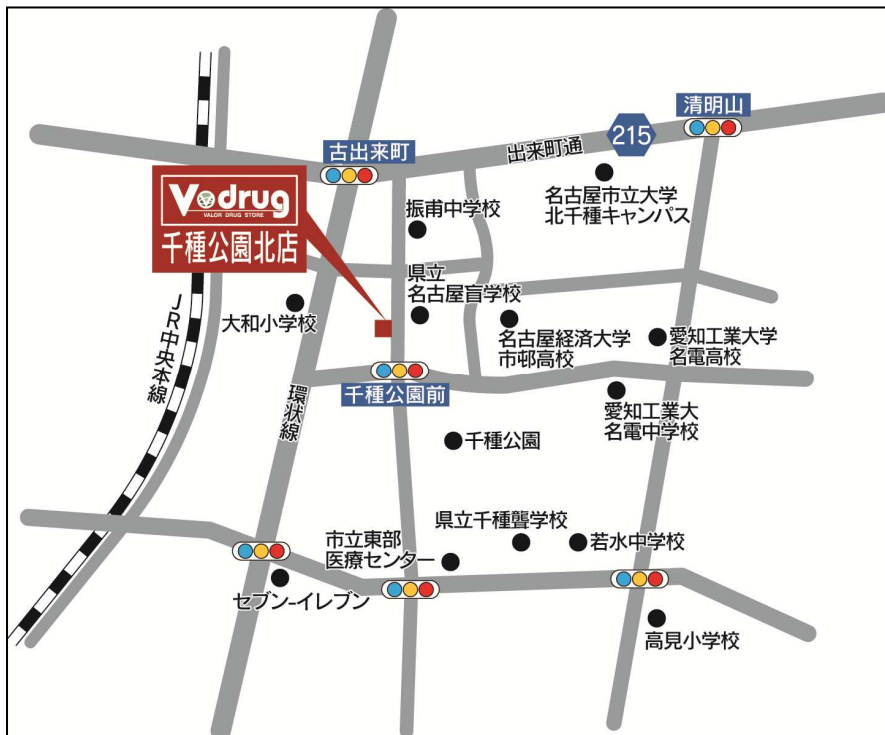 清明山
215
出来町通
古出来町
V drug
VALOR DRUG STORE
千種公園北店
名古屋市立大学
北千種キャンパス
振甫中学校
県立
名古屋盲学校
大和小学校
JR中央本線
環状線
名古屋経済大学
市邨高校
愛知工業大学
名電高校
千種公園前
愛知工業大
名電中学校
千種公園
県立千種聾学校
市立東部
医療センター
若水中学校
セブン-イレブン
高見小学校